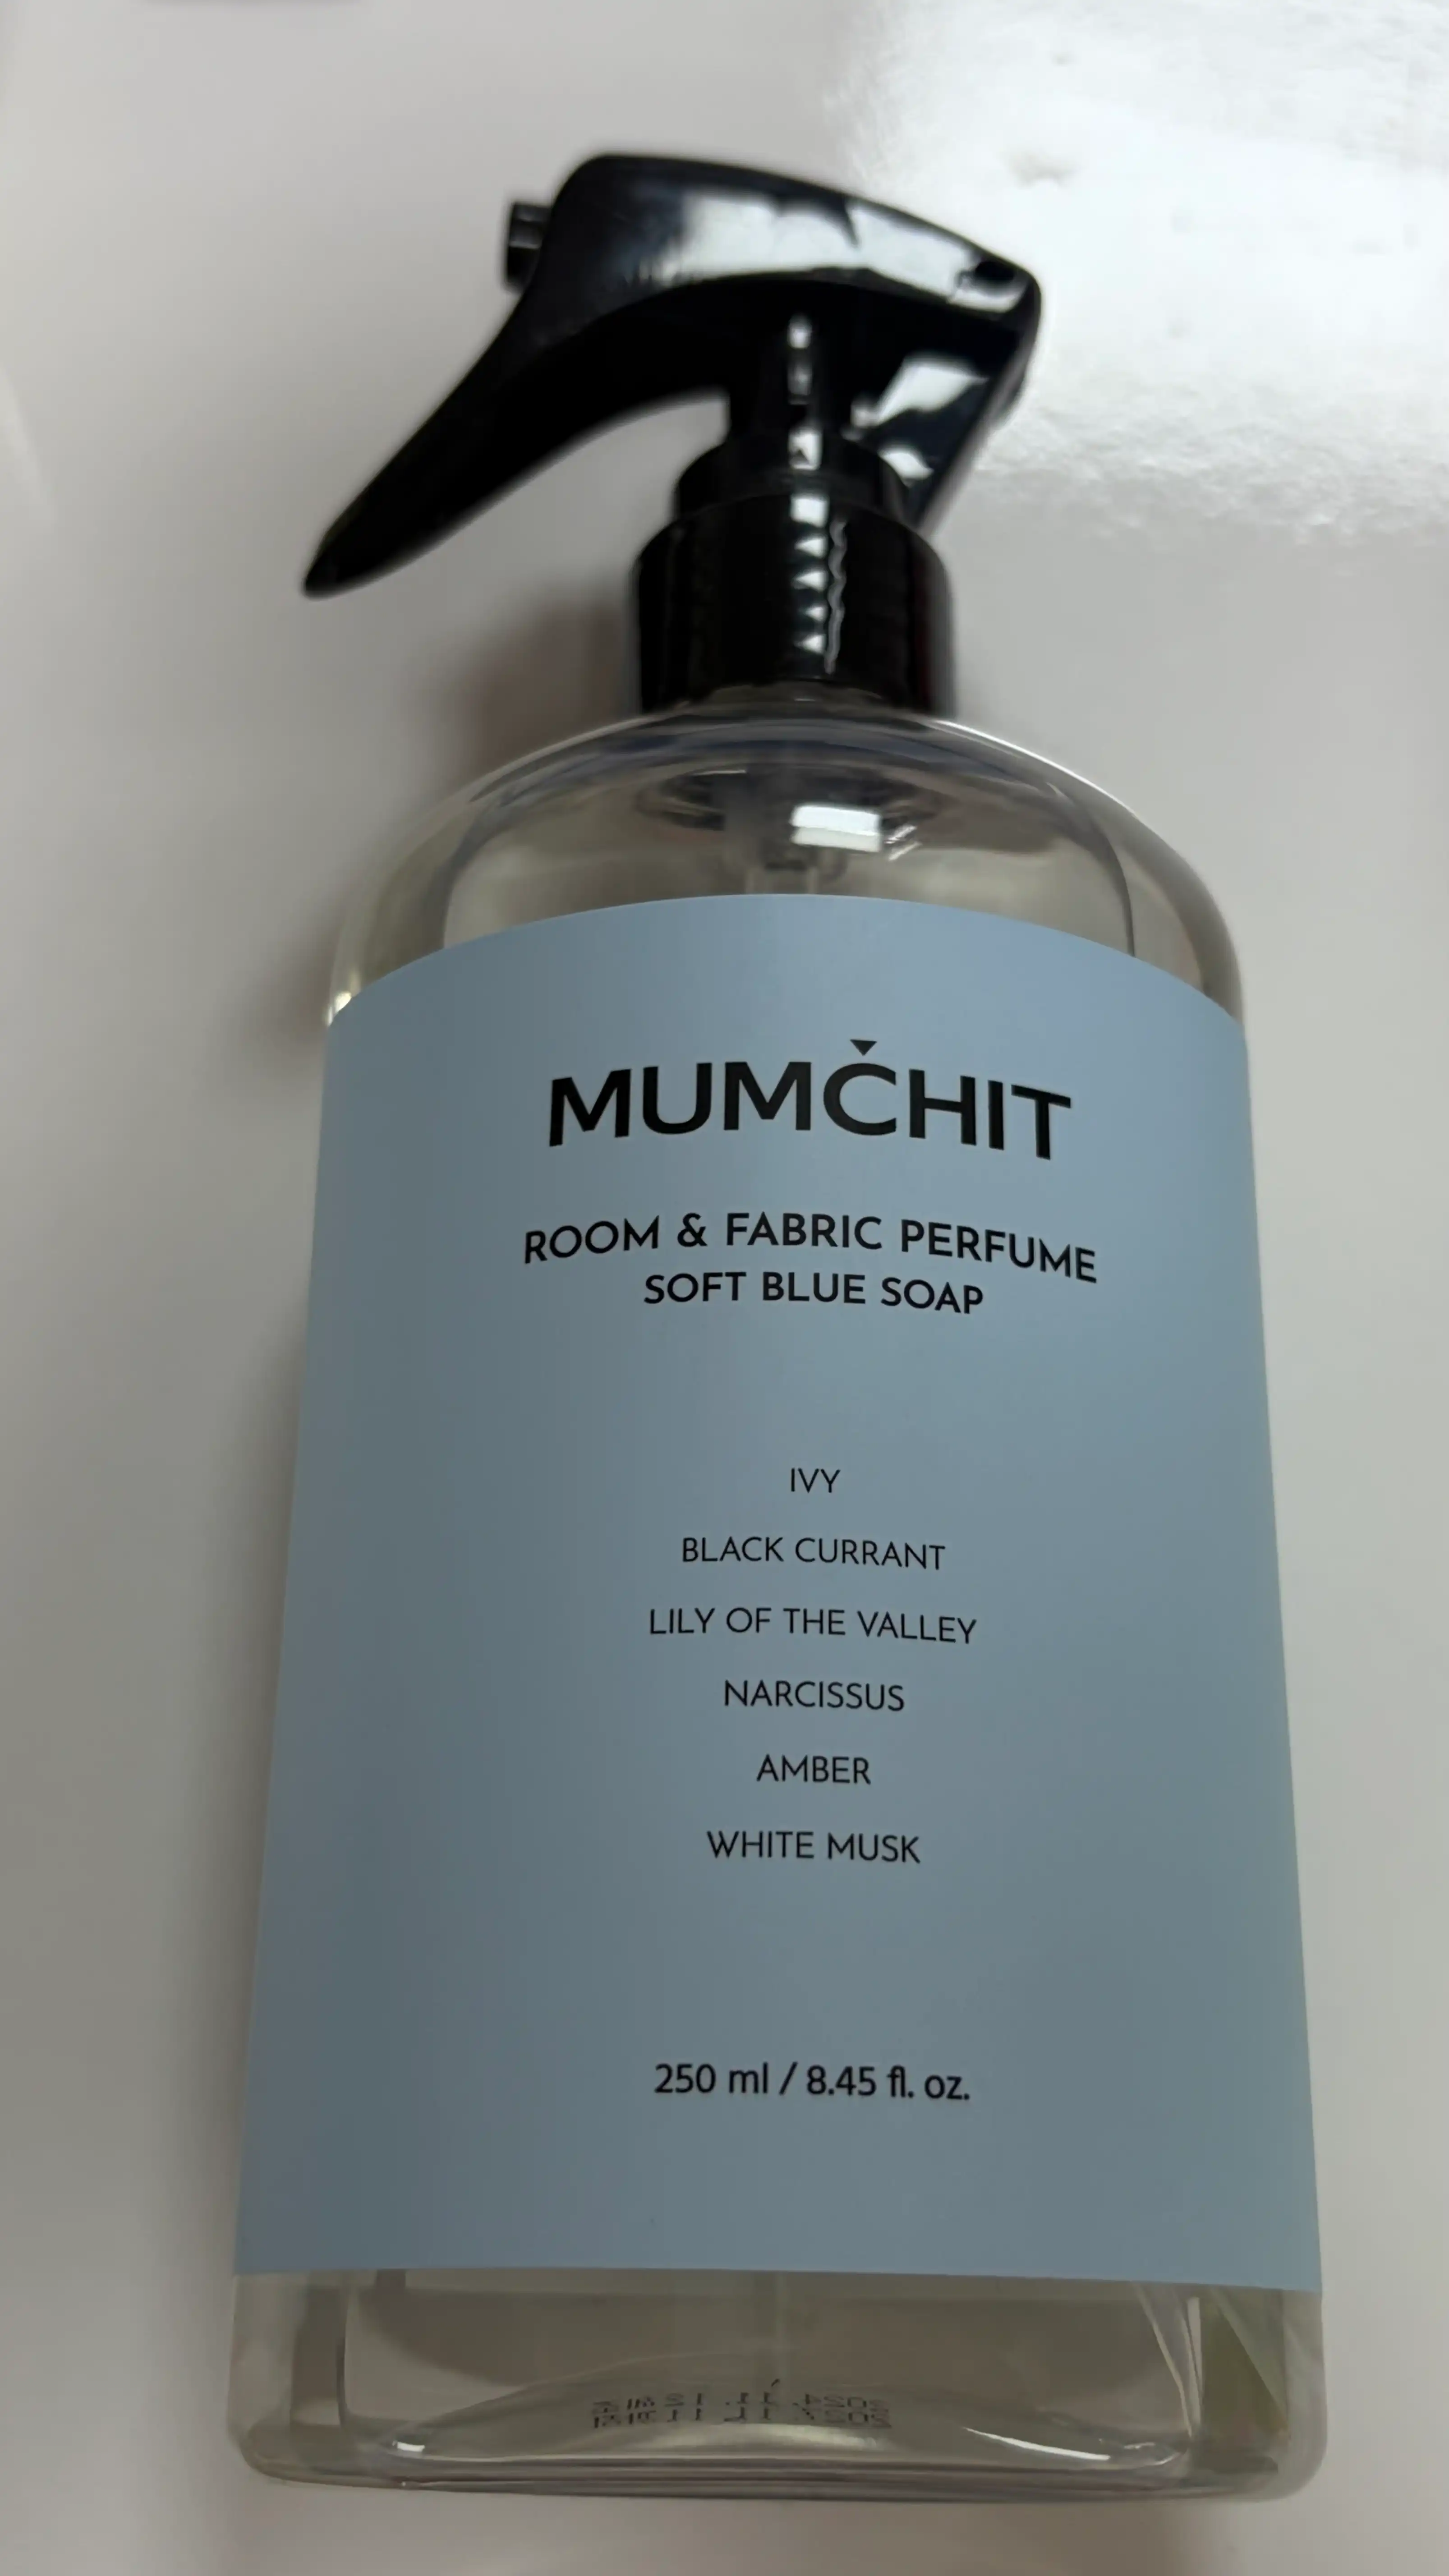 MUMČHIT
ROOM & FABRIC PERFUME
SOFT BLUE SOAP
IVY
BLACK CURRANT
LILY OF THE VALLEY
NARCISSUS
AMBER
WHITE MUSK
250 ml / 8.45 fl. oz.